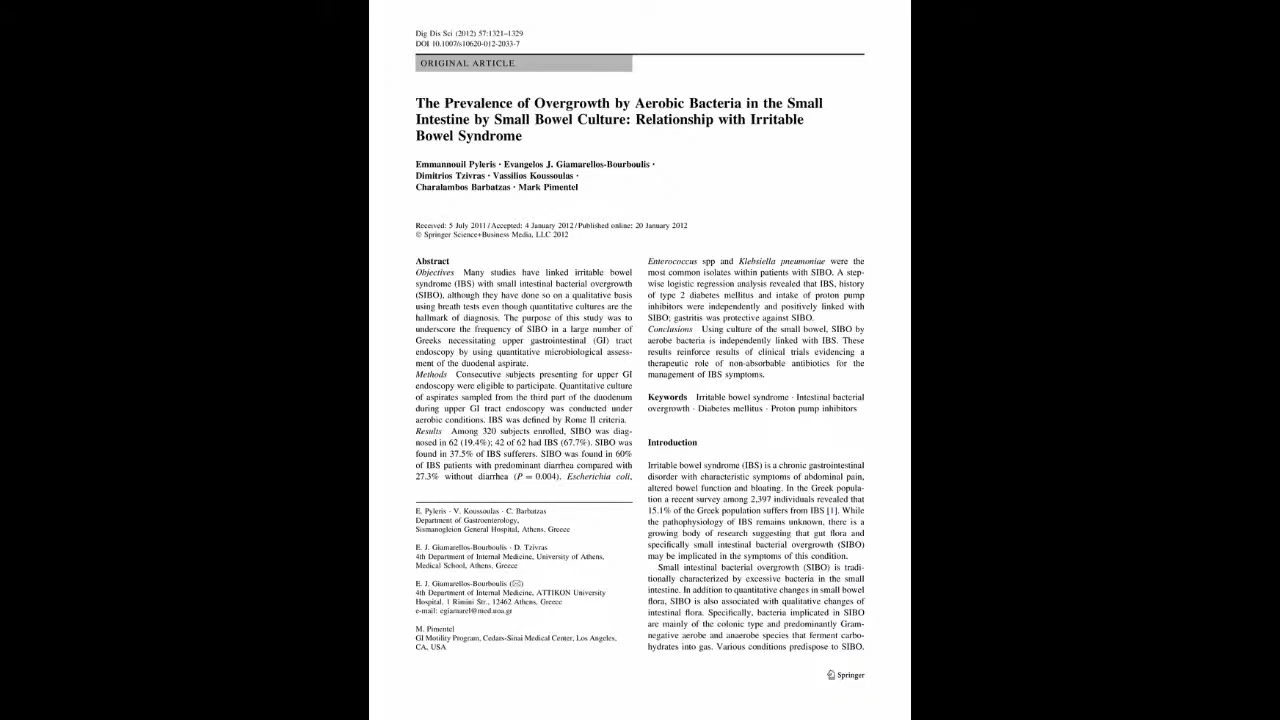 Dig Dis Sci (2012) 57:1321–1329
DOI 10.1007/s10620-012-2033-7
ORIGINAL ARTICLE
The Prevalence of Overgrowth by Aerobic Bacteria in the Small
Intestine by Small Bowel Culture: Relationship with Irritable
Bowel Syndrome
Emmannouil Pyleris · Evangelos J. Giamarellos-Bourboulis ·
Dimitrios Tzivras · Vassilios Koussoulas ·
Charalambos Barbatzas · Mark Pimentel
Received: 5 July 2011 / Accepted: 4 January 2012 / Published online: 20 January 2012
© Springer Science+Business Media, LLC 2012
Abstract
Objectives Many studies have linked irritable bowel
syndrome (IBS) with small intestinal bacterial overgrowth
(SIBO), although they have done so on a qualitative basis
using breath tests even though quantitative cultures are the
hallmark of diagnosis. The purpose of this study was to
underscore the frequency of SIBO in a large number of
Greeks necessitating upper gastrointestinal (GI) tract
endoscopy by using quantitative microbiological assess-
ment of the duodenal aspirate.
Methods Consecutive subjects presenting for upper GI
endoscopy were eligible to participate. Quantitative culture
of aspirates sampled from the third part of the duodenum
during upper GI tract endoscopy was conducted under
aerobic conditions. IBS was defined by Rome II criteria.
Results Among 320 subjects enrolled, SIBO was diag-
nosed in 62 (19.4%); 42 of 62 had IBS (67.7%). SIBO was
found in 37.5% of IBS sufferers. SIBO was found in 60%
of IBS patients with predominant diarrhea compared with
27.3% without diarrhea (P = 0.004). Escherichia coli,
E. Pyleris · V. Koussoulas · C. Barbatzas
Department of Gastroenterology,
Sismanogleion General Hospital, Athens, Greece
E. J. Giamarellos-Bourboulis · D. Tzivras
4th Department of Internal Medicine, University of Athens,
Medical School, Athens, Greece
E. J. Giamarellos-Bourboulis (✉)
4th Department of Internal Medicine, ATTIKON University
Hospital, 1 Rimini Str., 12462 Athens, Greece
e-mail: egiamarel@med.uoa.gr
M. Pimentel
GI Motility Program, Cedars-Sinai Medical Center, Los Angeles,
CA, USA
Enterococcus spp and Klebsiella pneumoniae were the
most common isolates within patients with SIBO. A step-
wise logistic regression analysis revealed that IBS, history
of type 2 diabetes mellitus and intake of proton pump
inhibitors were independently and positively linked with
SIBO; gastritis was protective against SIBO.
Conclusions Using culture of the small bowel, SIBO by
aerobe bacteria is independently linked with IBS. These
results reinforce results of clinical trials evidencing a
therapeutic role of non-absorbable antibiotics for the
management of IBS symptoms.
Keywords Irritable bowel syndrome · Intestinal bacterial
overgrowth · Diabetes mellitus · Proton pump inhibitors
Introduction
Irritable bowel syndrome (IBS) is a chronic gastrointestinal
disorder with characteristic symptoms of abdominal pain,
altered bowel function and bloating. In the Greek popula-
tion a recent survey among 2,397 individuals revealed that
15.1% of the Greek population suffers from IBS [1]. While
the pathophysiology of IBS remains unknown, there is a
growing body of research suggesting that gut flora and
specifically small intestinal bacterial overgrowth (SIBO)
may be implicated in the symptoms of this condition.
Small intestinal bacterial overgrowth (SIBO) is tradi-
tionally characterized by excessive bacteria in the small
intestine. In addition to quantitative changes in small bowel
flora, SIBO is also associated with qualitative changes of
intestinal flora. Specifically, bacteria implicated in SIBO
are mainly of the colonic type and predominantly Gram-
negative aerobe and anaerobe species that ferment carbo-
hydrates into gas. Various conditions predispose to SIBO.
Springer